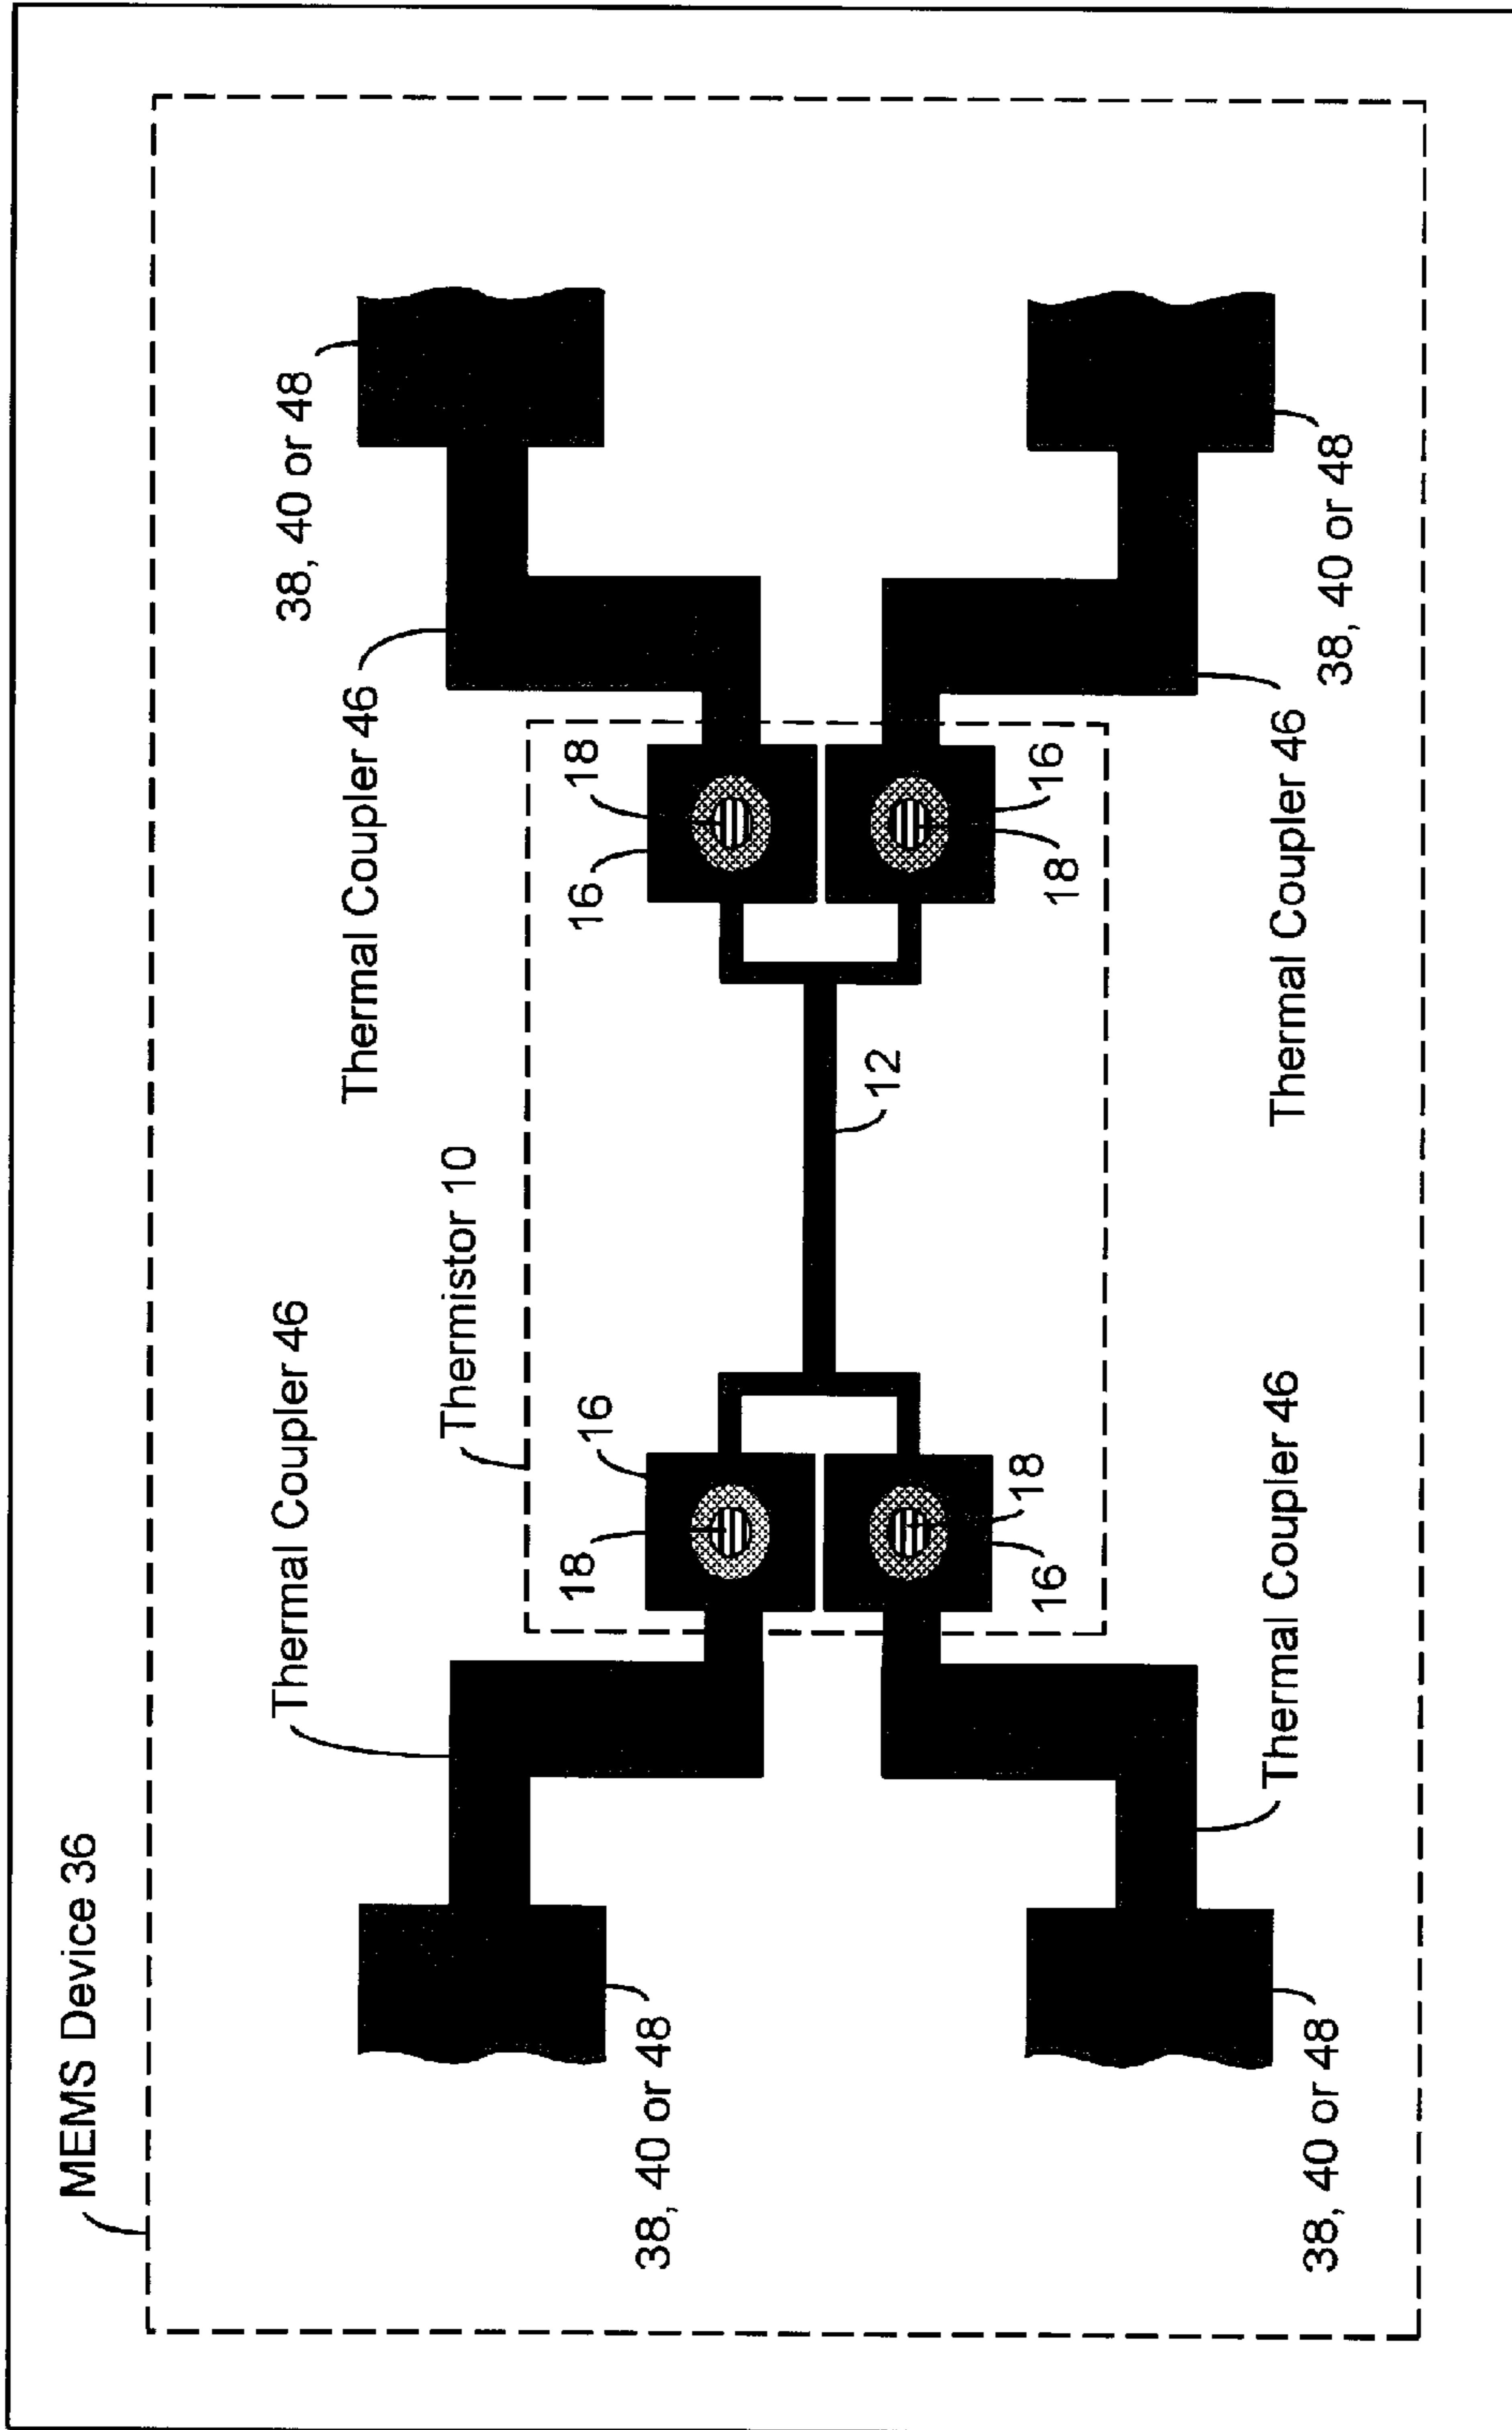 MEMS Device 36
Thermal Coupler 46
38, 40 or 48
Thermal Coupler 46
Thermistor 10
18
16
16
18
12
18
16
16
18
38, 40 or 48
Thermal Coupler 46
Thermal Coupler 46
38, 40 or 48
38, 40 or 48